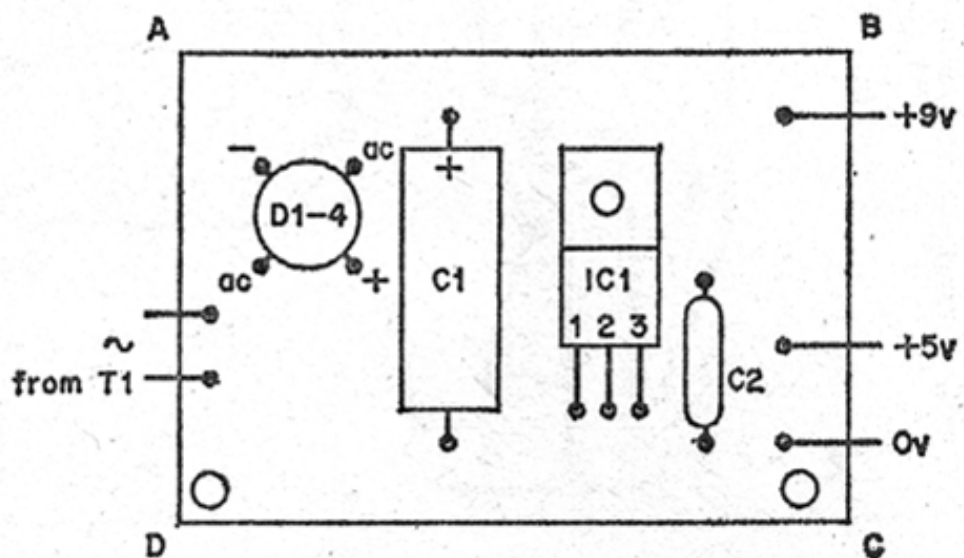 A B
+9v
− ac +
D1-4
C1 IC1
ac +
1 2 3
~
+5v
from T1
C2
0v
D C